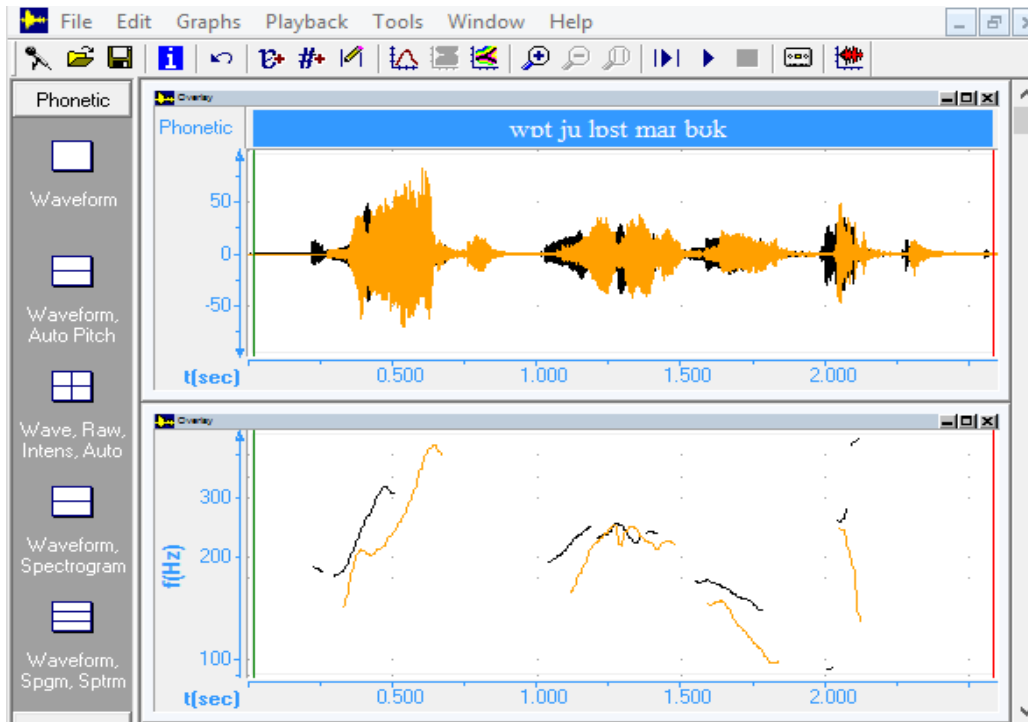 File Edit Graphs Playback Tools Window Help
Phonetic
Waveform
Waveform,
Auto Pitch
Wave, Raw,
Intens, Auto
Waveform,
Spectrogram
Waveform,
Spgm, Sptrm
Overlay
Phonetic
wɒt ju lɒst maɪ bʊk
50
0
-50
t(sec) 0.500 1.000 1.500 2.000
Overlay
300
200
100
f(Hz)
t(sec) 0.500 1.000 1.500 2.000